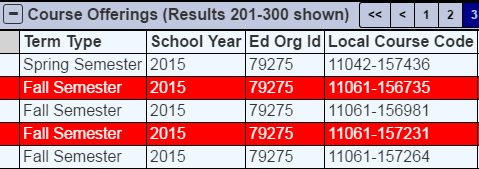 Course Offerings (Results 201-300 shown) << < 1 2 3
Term Type School Year Ed Org Id Local Course Code
Spring Semester 2015 79275 11042-157436
Fall Semester 2015 79275 11061-156735
Fall Semester 2015 79275 11061-156981
Fall Semester 2015 79275 11061-157231
Fall Semester 2015 79275 11061-157264